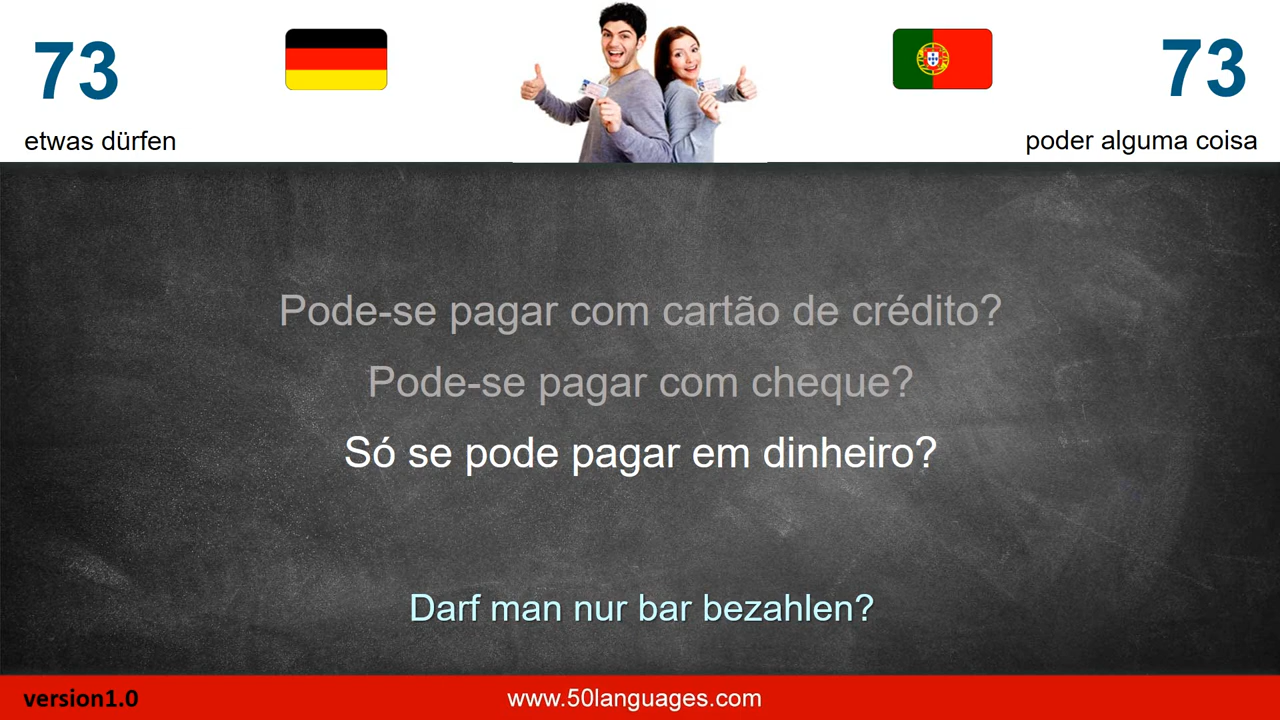 73
73
etwas dürfen
poder alguma coisa
Pode-se pagar com cartão de crédito?
Pode-se pagar com cheque?
Só se pode pagar em dinheiro?
Darf man nur bar bezahlen?
version1.0
www.50languages.com